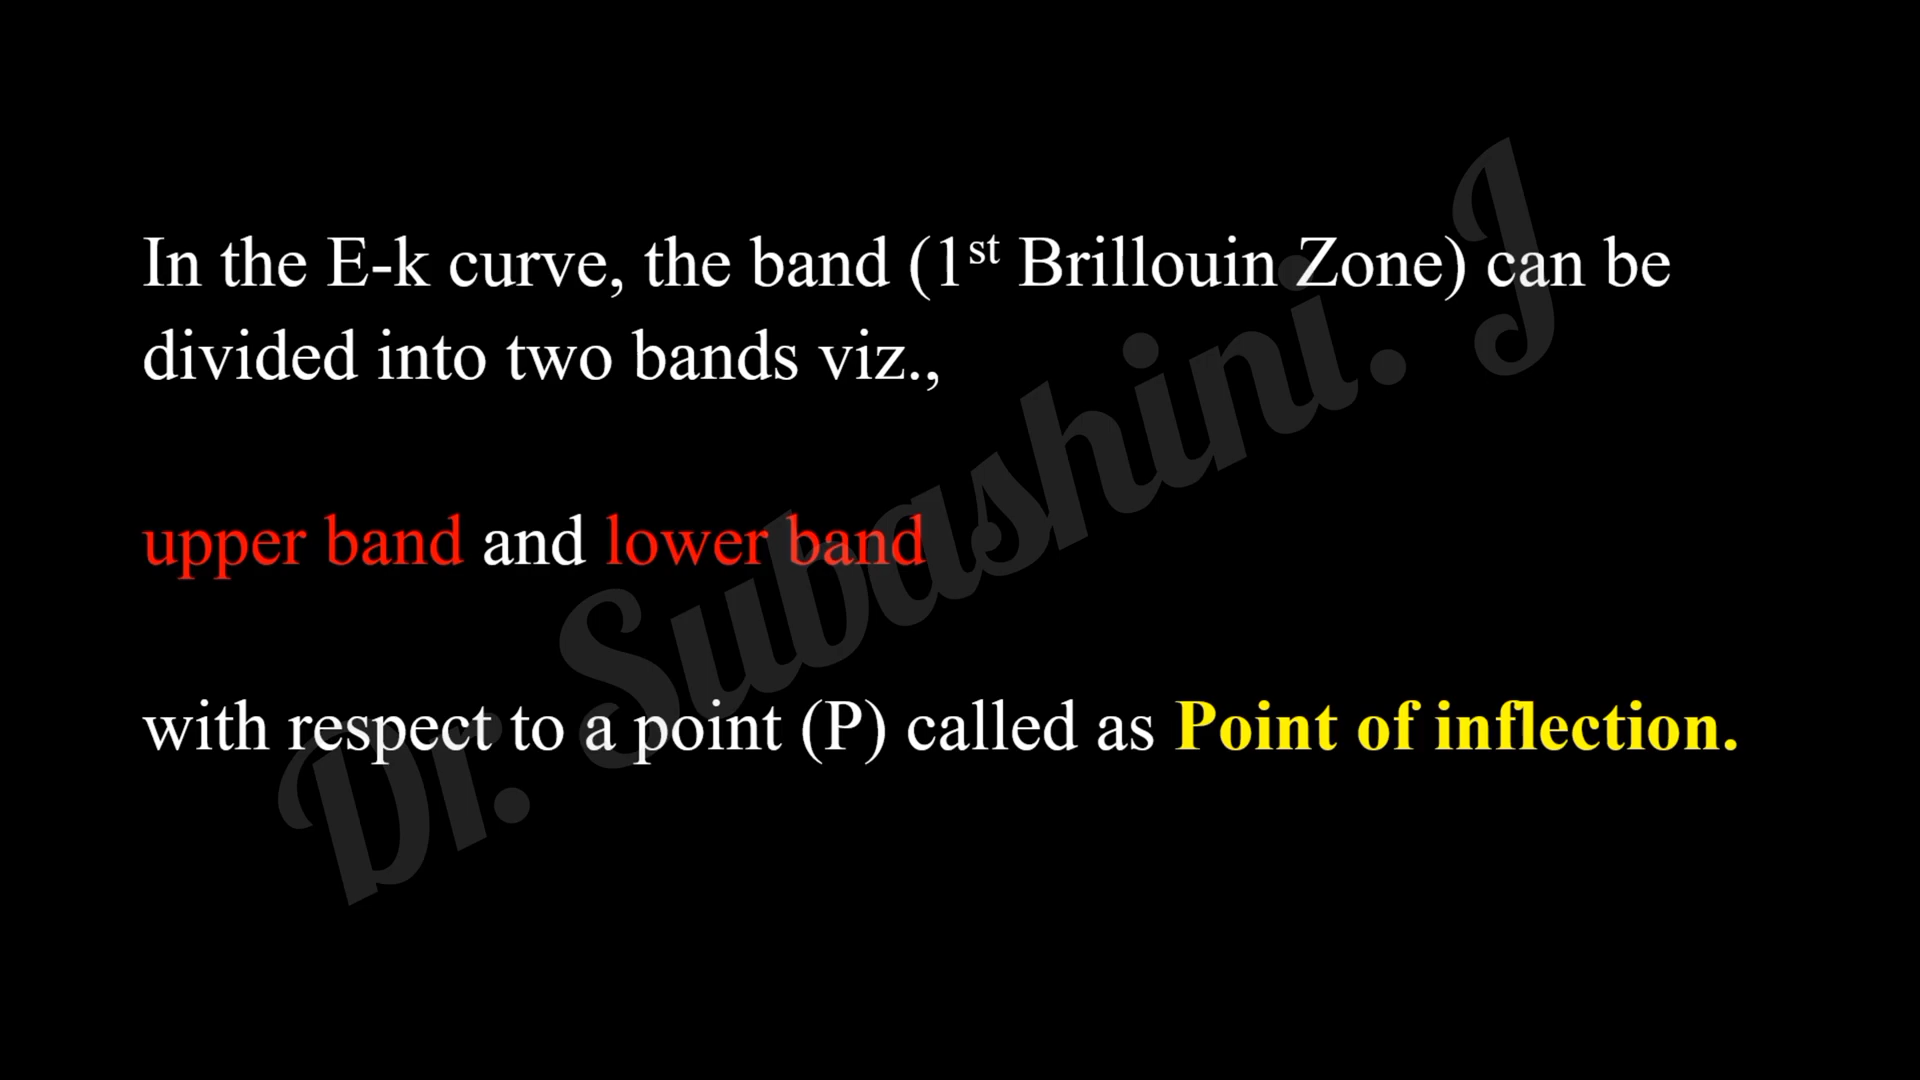 In the E-k curve, the band (1st Brillouin Zone) can be
divided into two bands viz.,
upper band and lower band
with respect to a point (P) called as Point of inflection.
Dr. Subashini. J